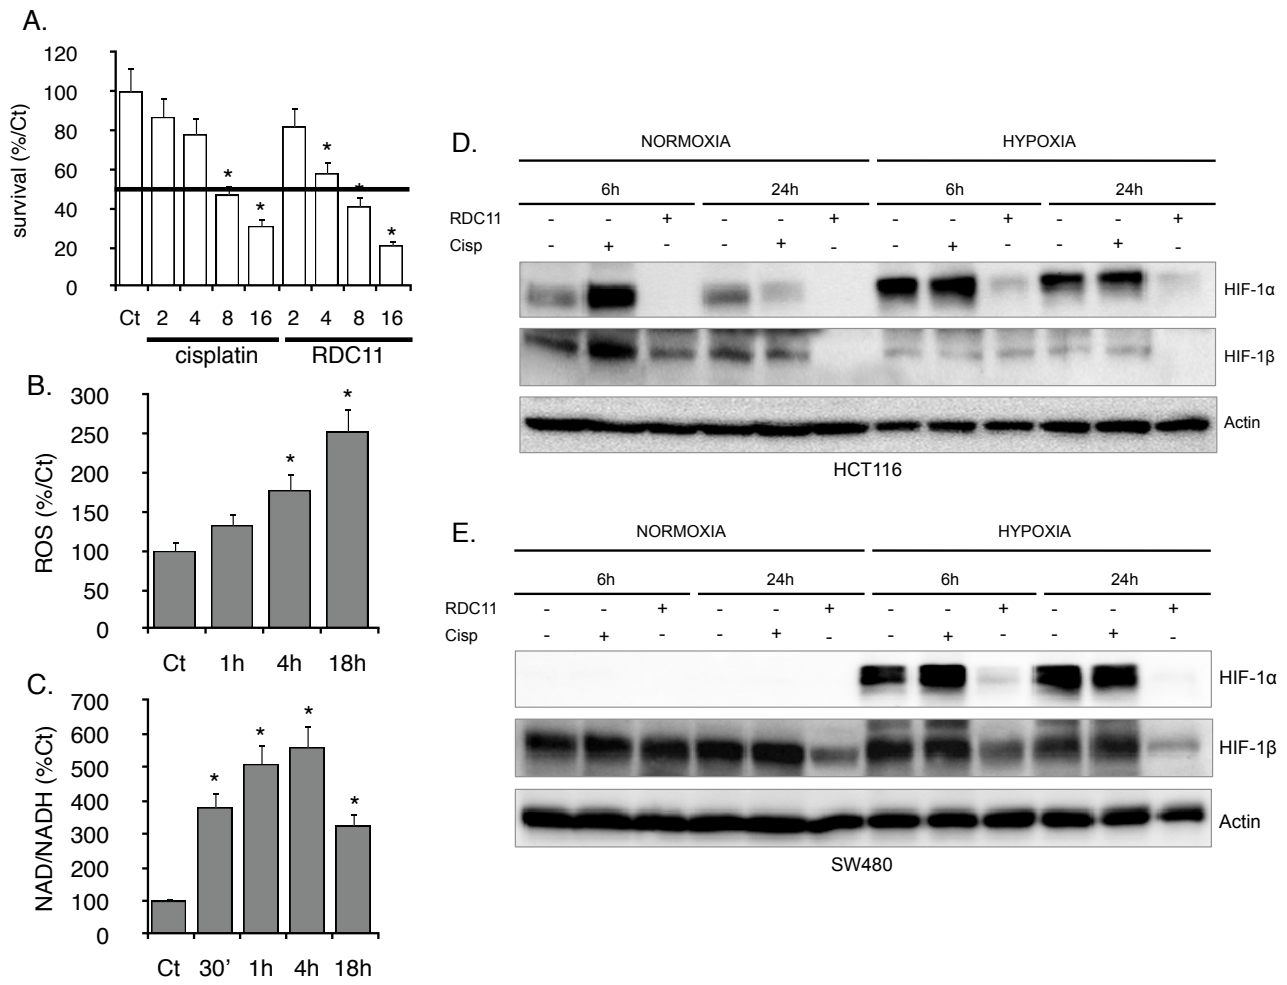 A.
120
100
80
60
40
20
0
survival (%/Ct)
* * * * *
Ct 2 4 8 16 2 4 8 16
cisplatin RDC11
B.
300
250
200
150
100
50
0
ROS (%/Ct)
* *
Ct 1h 4h 18h
C.
700
600
500
400
300
200
100
0
NAD/NADH (%Ct)
* * * *
Ct 30’ 1h 4h 18h
D.
NORMOXIA HYPOXIA
6h 24h 6h 24h
RDC11 - - + - - + - - + - - +
Cisp - + - - + - - + - - + -
HIF-1α
HIF-1β
Actin
HCT116
E.
NORMOXIA HYPOXIA
6h 24h 6h 24h
RDC11 - - + - - + - - + - - +
Cisp - + - - + - - + - - + -
HIF-1α
HIF-1β
Actin
SW480